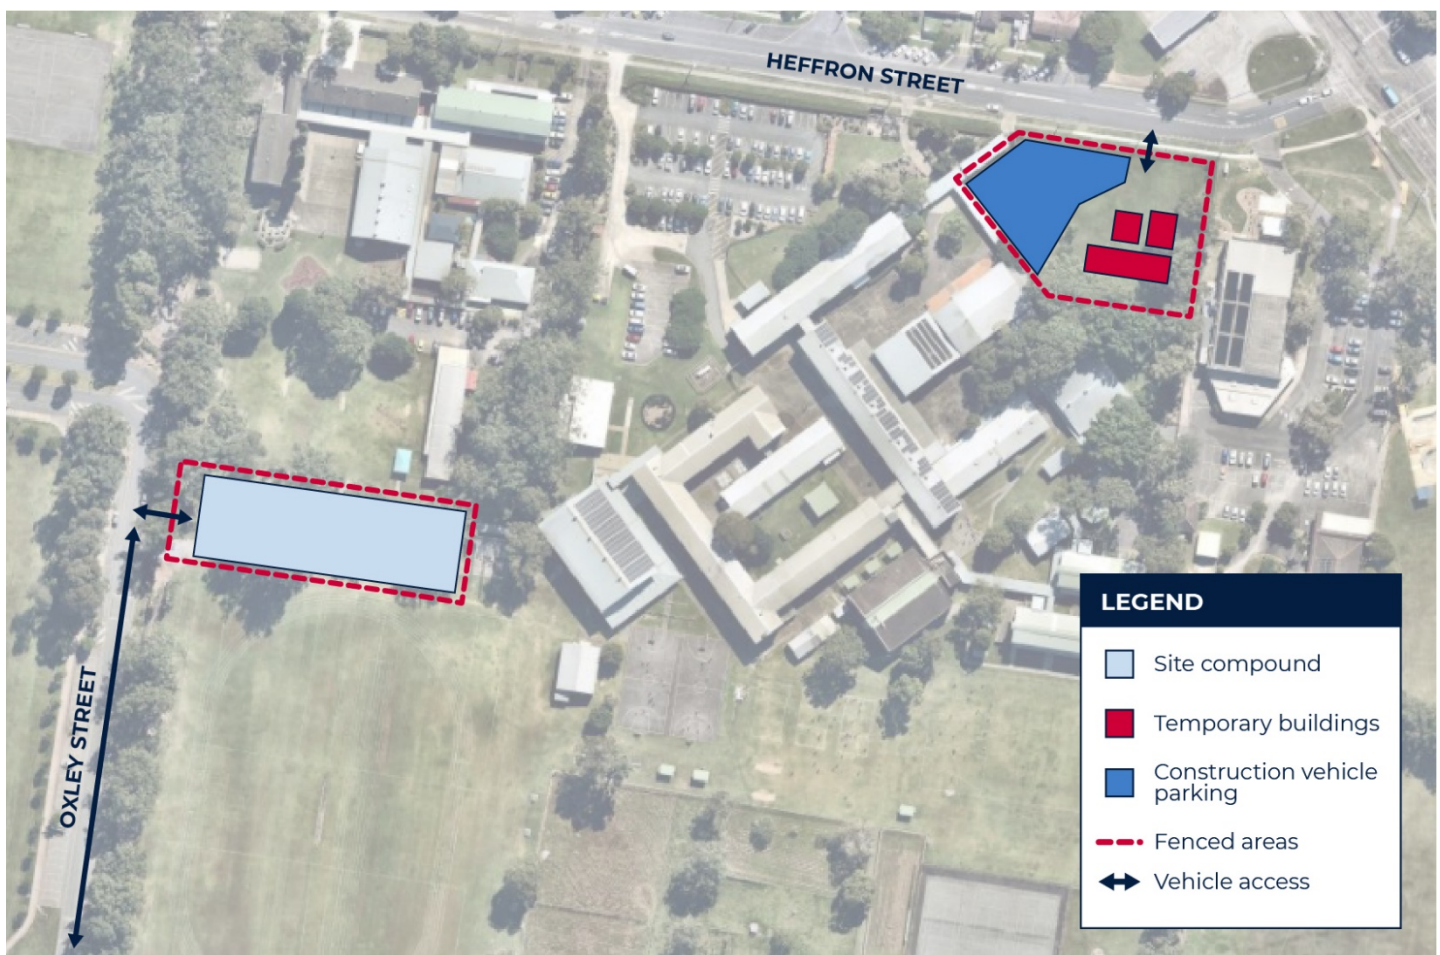 HEFFRON STREET
OXLEY STREET
LEGEND
Site compound
Temporary buildings
Construction vehicle
parking
Fenced areas
Vehicle access